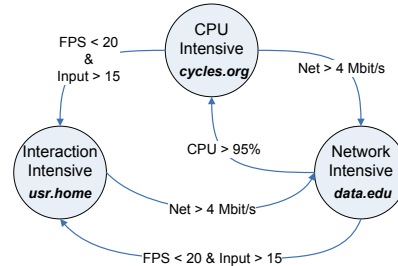 CPU
Intensive
cycles.org
FPS < 20
&
Input > 15
Net > 4 Mbit/s
CPU > 95%
Interaction
Intensive
usr.home
Network
Intensive
data.edu
Net > 4 Mbit/s
FPS < 20 & Input > 15